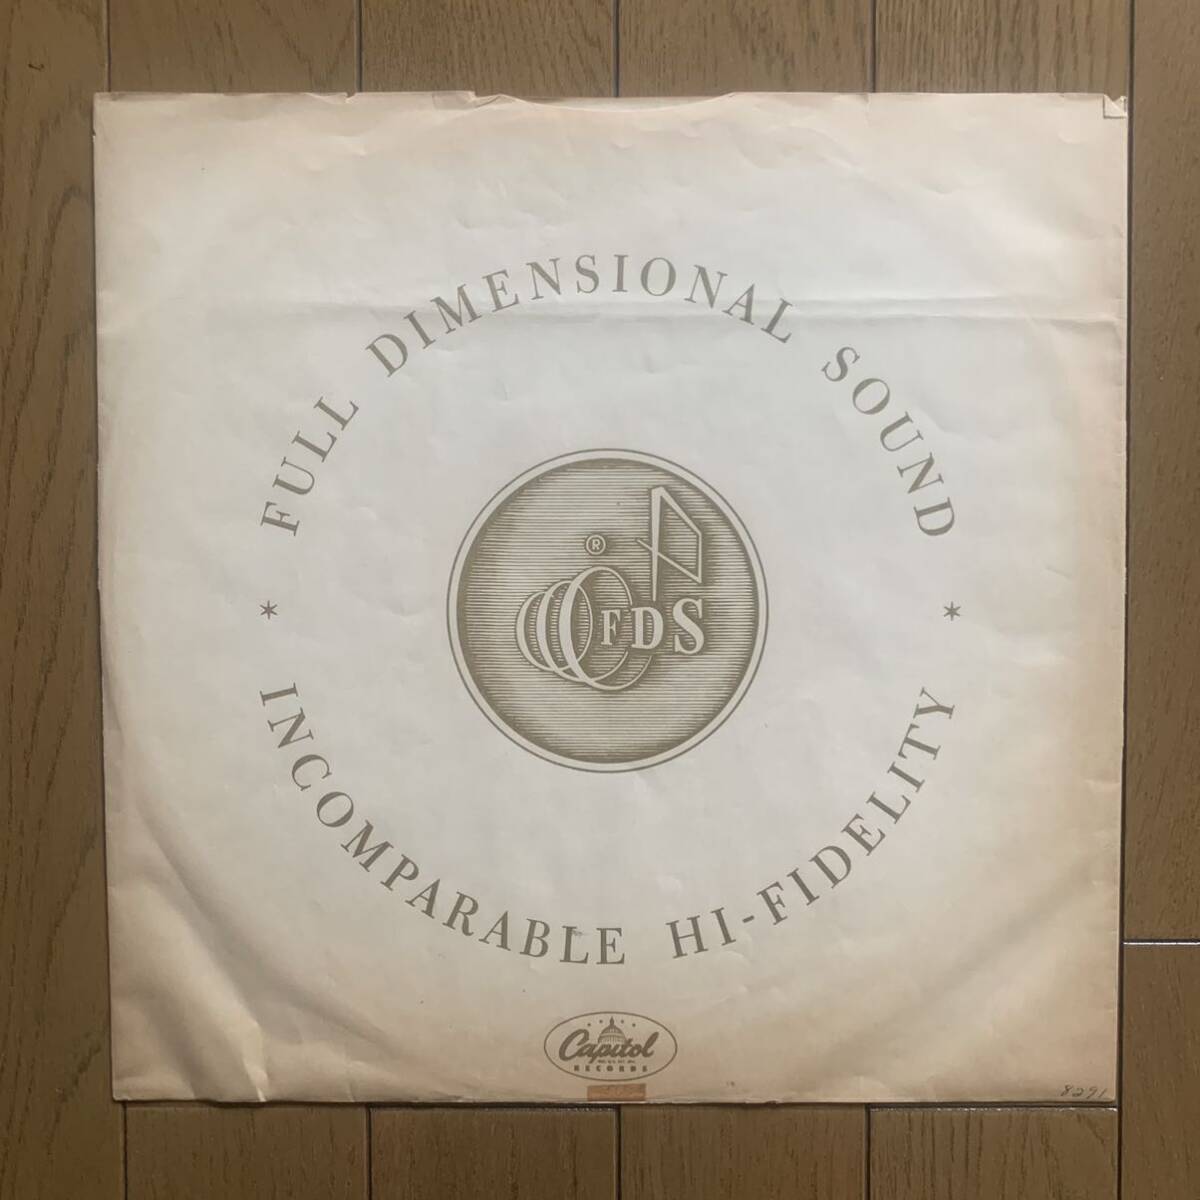 * FULL DIMENSIONAL SOUND *
®
FDS
INCOMPARABLE HI-FIDELITY
Capitol
RECORDS
8291